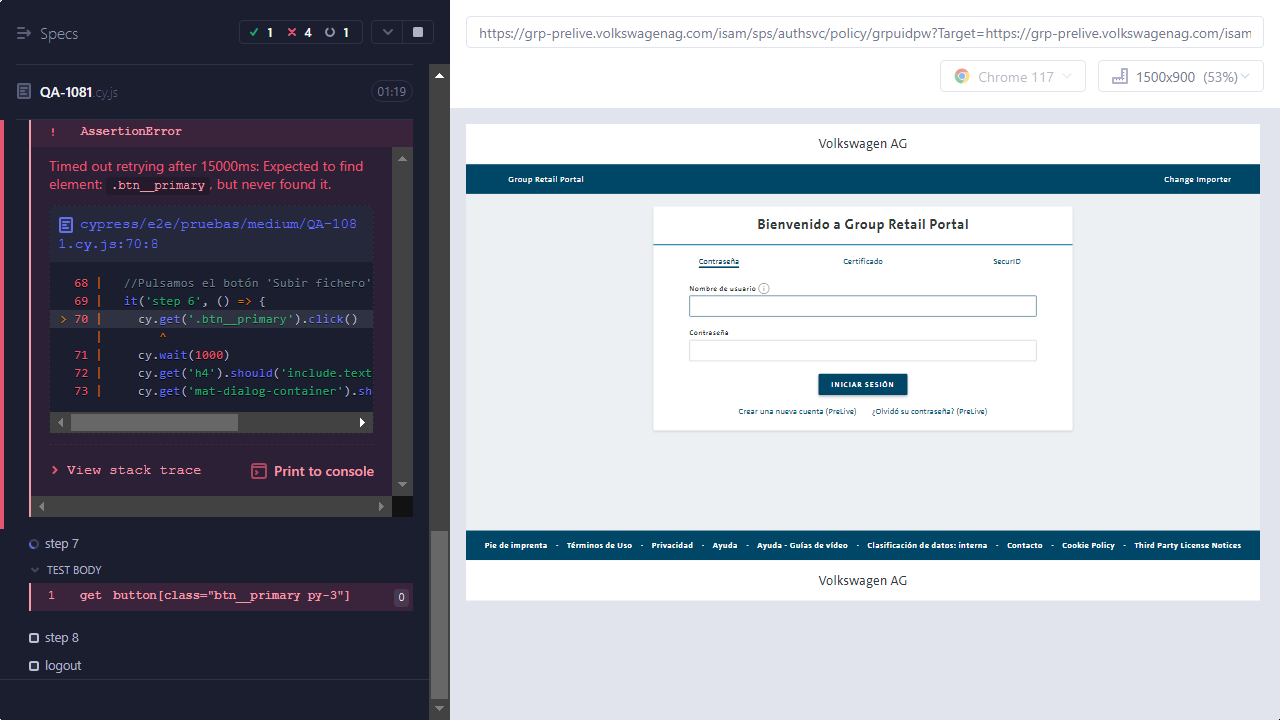 Specs
1
4
1
QA-1081.cy.js
01:19
! AssertionError
Timed out retrying after 15000ms: Expected to find
element: .btn__primary, but never found it.
cypress/e2e/pruebas/medium/QA-108
1.cy.js:70:8
68 | //Pulsamos el botón 'Subir fichero'
69 | it('step 6', () => {
> 70 | cy.get('.btn__primary').click()
| ^
71 | cy.wait(1000)
72 | cy.get('h4').should('include.text
73 | cy.get('mat-dialog-container').sh
> View stack trace
Print to console
step 7
TEST BODY
1 get button[class="btn__primary py-3"] 0
step 8
logout
https://grp-prelive.volkswagenag.com/isam/sps/authsvc/policy/grpuidpw?Target=https://grp-prelive.volkswagenag.com/isam
Chrome 117
1500x900 (53%)
Volkswagen AG
Group Retail Portal
Change Importer
Bienvenido a Group Retail Portal
Contraseña
Certificado
SecurID
Nombre de usuario i
Contraseña
INICIAR SESIÓN
Crear una nueva cuenta (PreLive)
¿Olvidó su contraseña? (PreLive)
Pie de imprenta - Términos de Uso - Privacidad - Ayuda - Ayuda - Guías de vídeo - Clasificación de datos: interna - Contacto - Cookie Policy - Third Party License Notices
Volkswagen AG